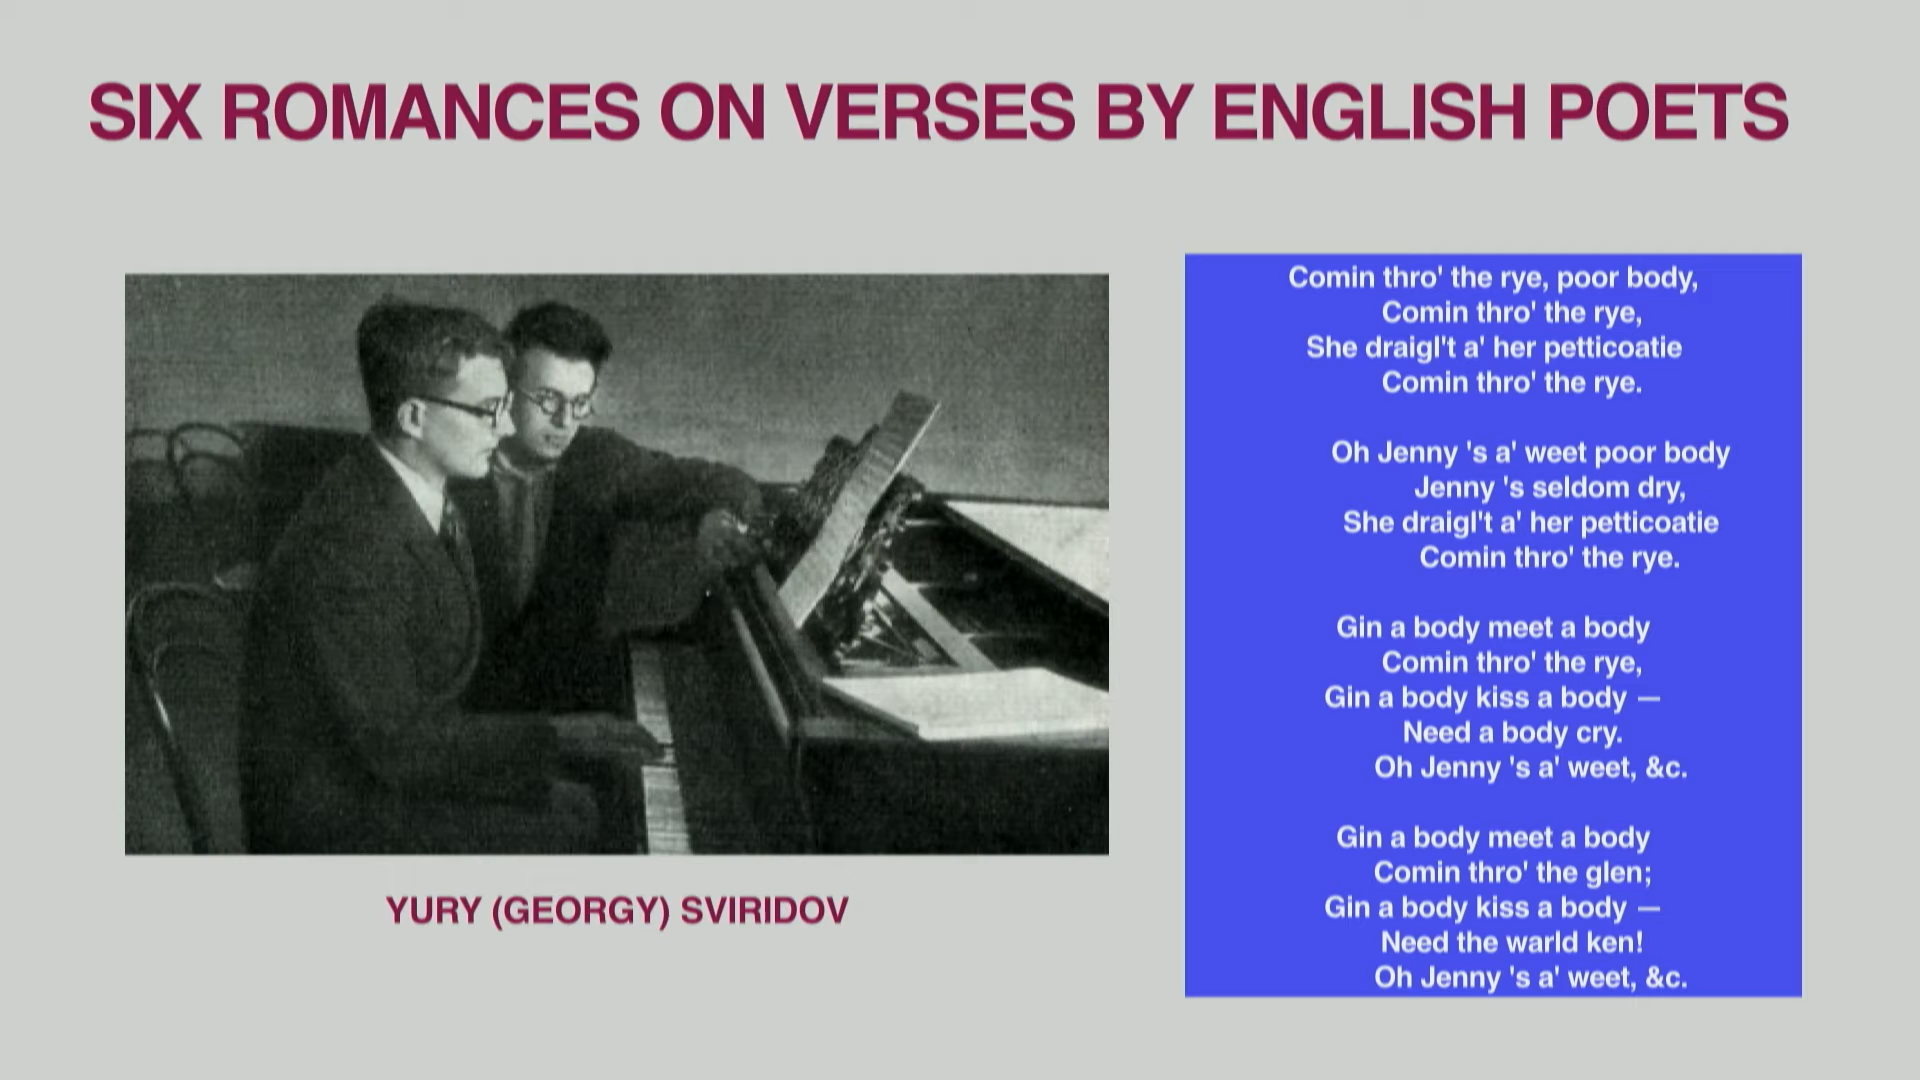 SIX ROMANCES ON VERSES BY ENGLISH POETS
YURY (GEORGY) SVIRIDOV
Comin thro' the rye, poor body,
Comin thro' the rye,
She draigl't a' her petticoatie
Comin thro' the rye.
Oh Jenny 's a' weet poor body
Jenny 's seldom dry,
She draigl't a' her petticoatie
Comin thro' the rye.
Gin a body meet a body
Comin thro' the rye,
Gin a body kiss a body —
Need a body cry.
Oh Jenny 's a' weet, &c.
Gin a body meet a body
Comin thro' the glen;
Gin a body kiss a body —
Need the warld ken!
Oh Jenny 's a' weet, &c.